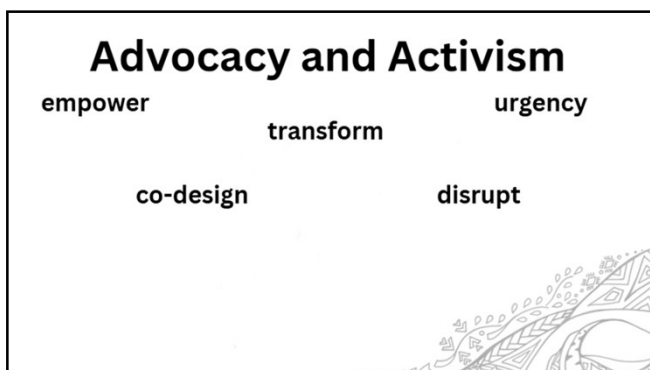 Advocacy and Activism
empower
urgency
transform
co-design
disrupt